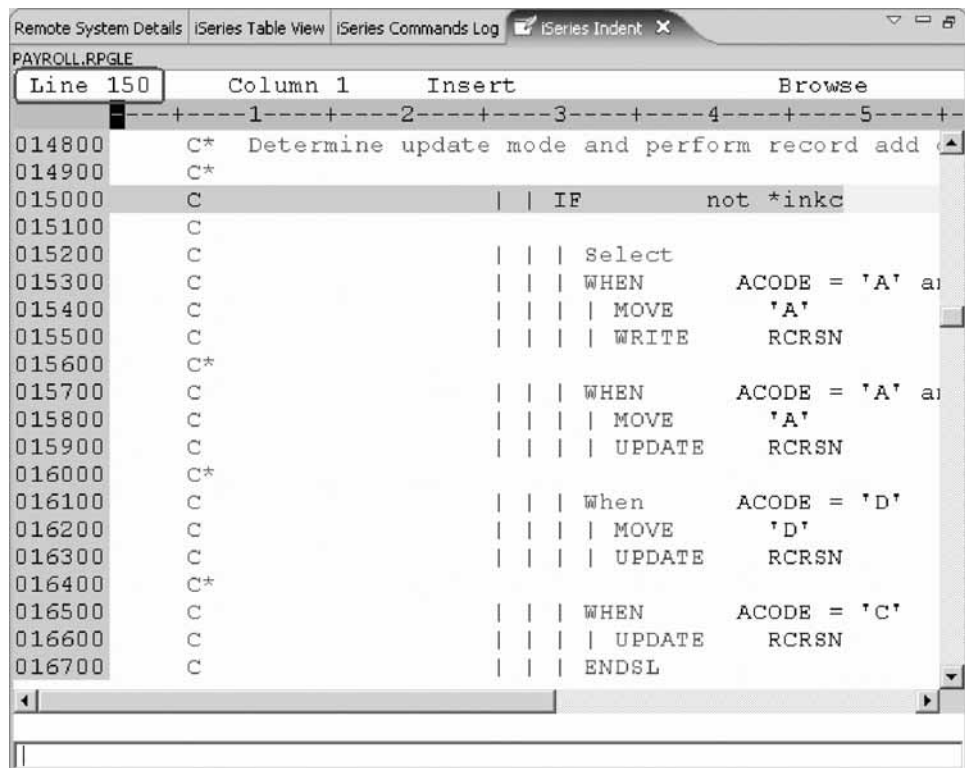 Remote System Details iSeries Table View iSeries Commands Log iSeries Indent X
PAYROLL.RPGLE
Line 150 Column 1 Insert Browse
----+----1----+----2----+----3----+----4----+----5----+-
014800 C* Determine update mode and perform record add
014900 C*
015000 C | | IF not *inkc
015100 C
015200 C | | | Select
015300 C | | | WHEN ACODE = 'A'
015400 C | | | | MOVE 'A'
015500 C | | | | WRITE RCRSN
015600 C*
015700 C | | | WHEN ACODE = 'A'
015800 C | | | | MOVE 'A'
015900 C | | | | UPDATE RCRSN
016000 C*
016100 C | | | When ACODE = 'D'
016200 C | | | | MOVE 'D'
016300 C | | | | UPDATE RCRSN
016400 C*
016500 C | | | WHEN ACODE = 'C'
016600 C | | | | UPDATE RCRSN
016700 C | | | ENDSL